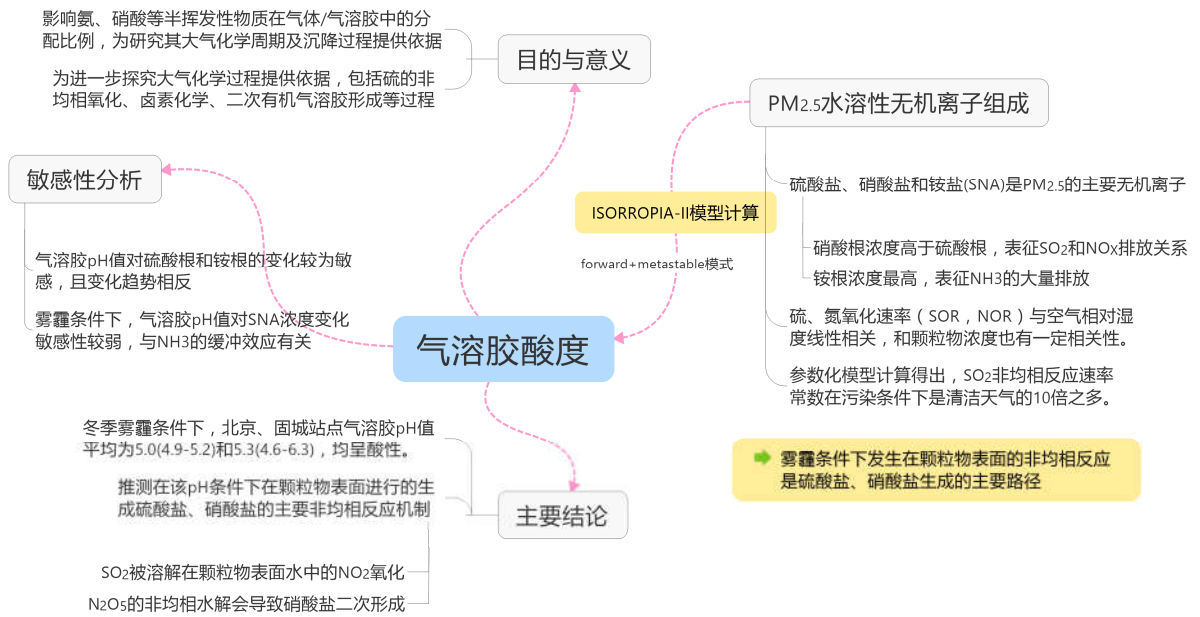 影响氨、硝酸等半挥发性物质在气体/气溶胶中的分
配比例，为研究其大气化学周期及沉降过程提供依据
为进一步探究大气化学过程提供依据，包括硫的非
均相氧化、卤素化学、二次有机气溶胶形成等过程
目的与意义
PM2.5水溶性无机离子组成
硫酸盐、硝酸盐和铵盐(SNA)是PM2.5的主要无机离子
硝酸根浓度高于硫酸根，表征SO2和NOx排放关系
铵根浓度最高，表征NH3的大量排放
硫、氮氧化速率（SOR，NOR）与空气相对湿
度线性相关，和颗粒物浓度也有一定相关性。
参数化模型计算得出，SO2非均相反应速率
常数在污染条件下是清洁天气的10倍之多。
ISORROPIA-II模型计算
forward+metastable模式
敏感性分析
气溶胶pH值对硫酸根和铵根的变化较为敏
感，且变化趋势相反
雾霾条件下，气溶胶pH值对SNA浓度变化
敏感性较弱，与NH3的缓冲效应有关
气溶胶酸度
冬季雾霾条件下，北京、固城站点气溶胶pH值
平均为5.0(4.9-5.2)和5.3(4.6-6.3)，均呈酸性。
推测在该pH条件下在颗粒物表面进行的生
成硫酸盐、硝酸盐的主要非均相反应机制
SO2被溶解在颗粒物表面水中的NO2氧化
N2O5的非均相水解会导致硝酸盐二次形成
主要结论
雾霾条件下发生在颗粒物表面的非均相反应
是硫酸盐、硝酸盐生成的主要路径